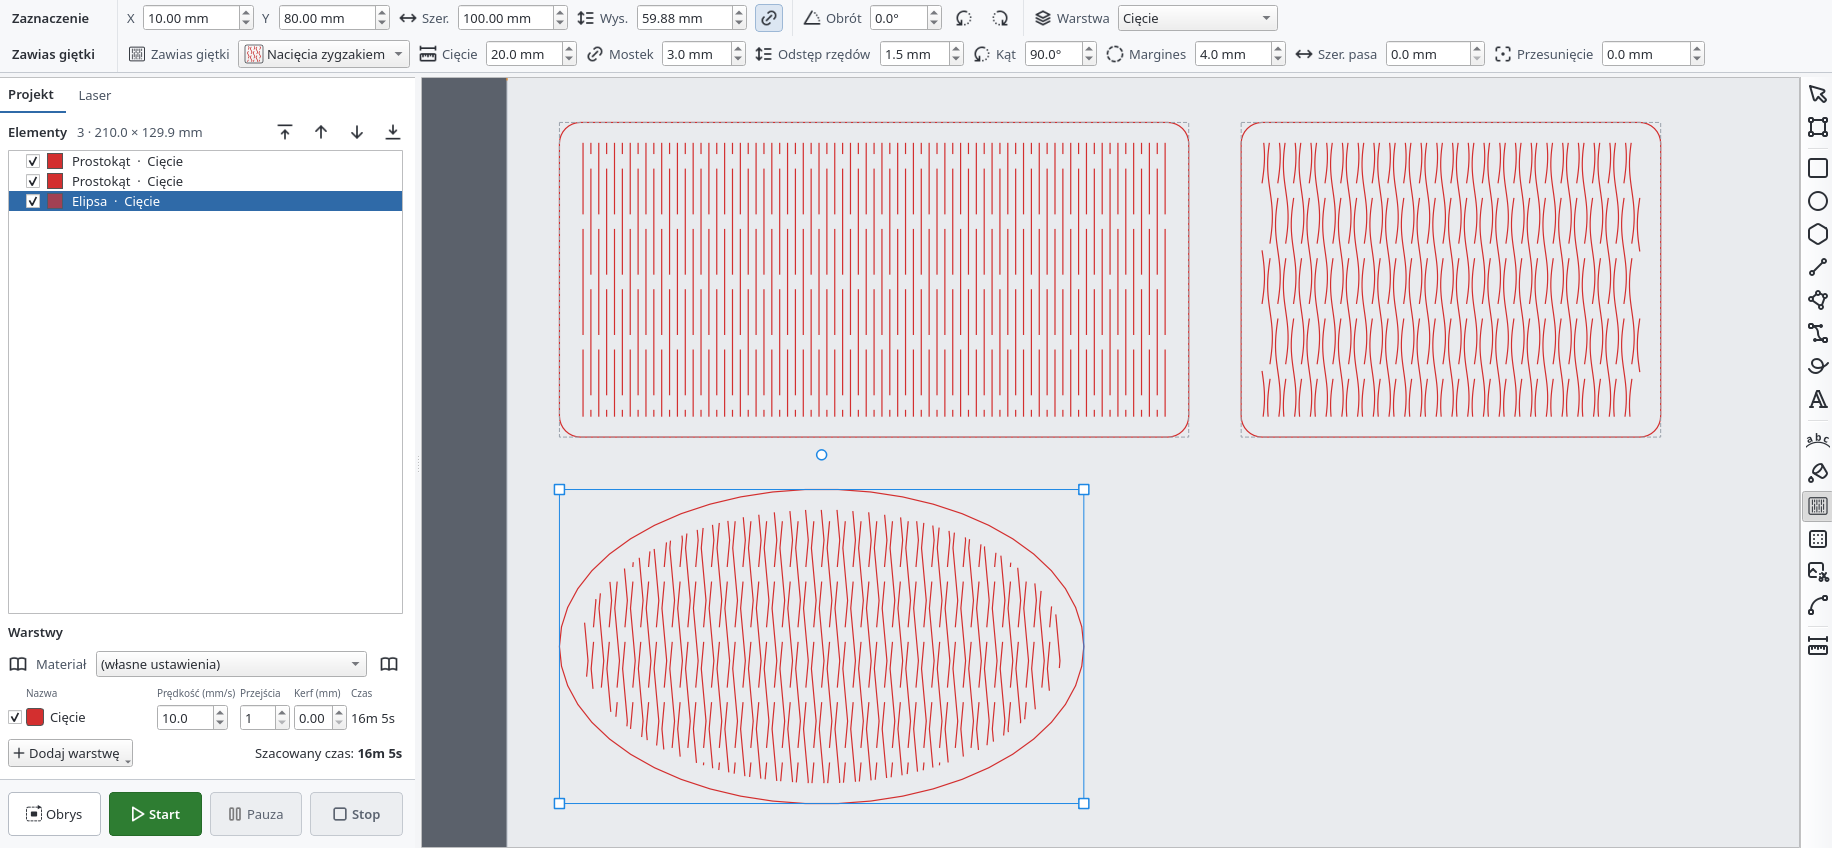 Zaznaczenie X 10.00 mm Y 80.00 mm Szer. 100.00 mm Wys. 59.88 mm Obrót 0.0° Warstwa Cięcie
Zawias giętki Zawias giętki Nacięcia zygzakiem Cięcie 20.0 mm Mostek 3.0 mm Odstęp rzędów 1.5 mm Kąt 90.0° Margines 4.0 mm Szer. pasa 0.0 mm Przesunięcie 0.0 mm
Projekt Laser
Elementy 3 · 210.0 × 129.9 mm
Prostokąt · Cięcie
Prostokąt · Cięcie
Elipsa · Cięcie
Warstwy
Materiał (własne ustawienia)
Nazwa Prędkość (mm/s) Przejścia Kerf (mm) Czas
Cięcie 10.0 1 0.00 16m 5s
Dodaj warstwę Szacowany czas: 16m 5s
Obrys Start Pauza Stop
A
abc